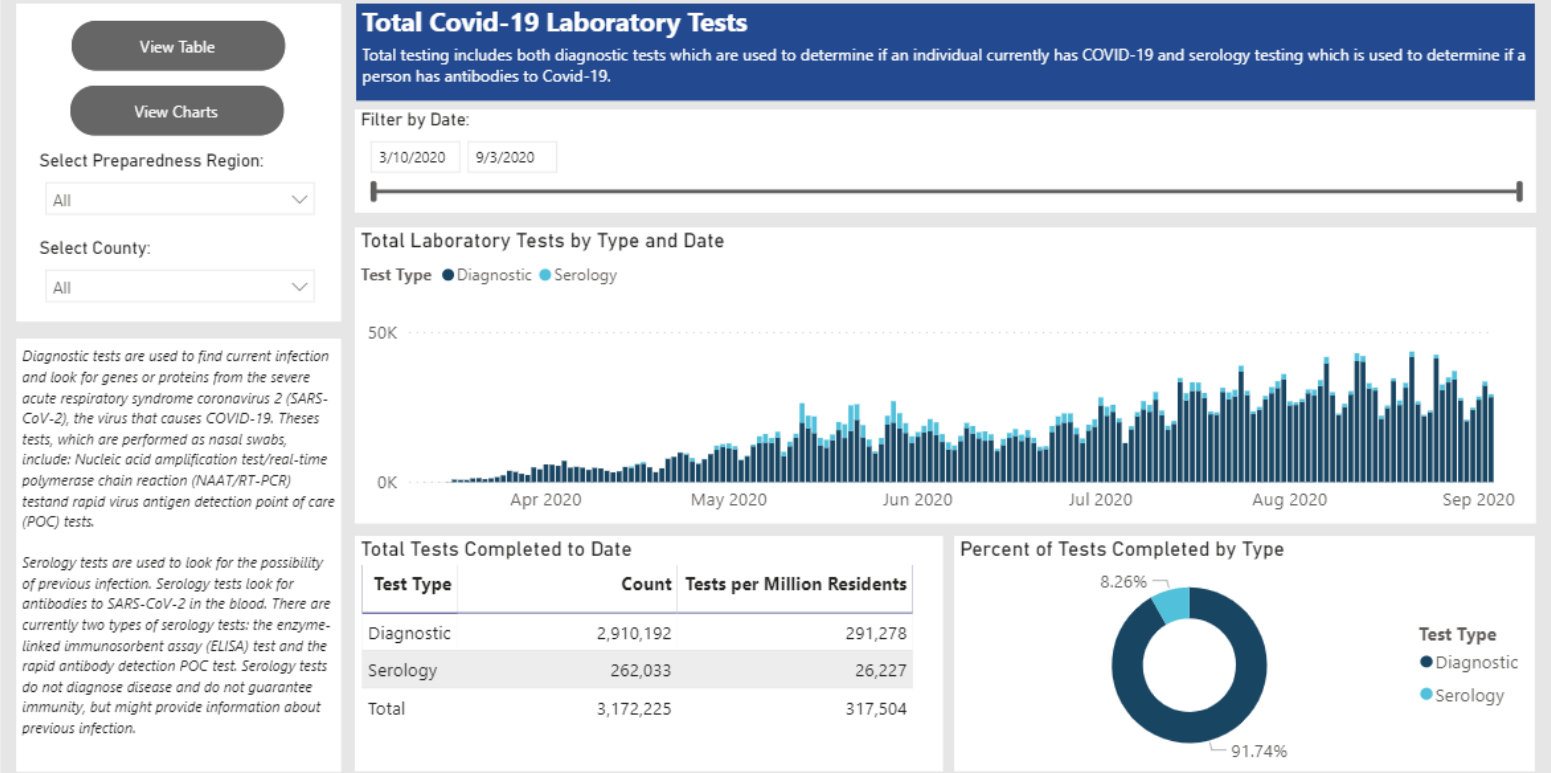 View Table
View Charts
Select Preparedness Region:
All
Select County:
All
Diagnostic tests are used to find current infection
and look for genes or proteins from the severe
acute respiratory syndrome coronavirus 2 (SARS-
CoV-2), the virus that causes COVID-19. Theses
tests, which are performed as nasal swabs,
include: Nucleic acid amplification test/real-time
polymerase chain reaction (NAAT/RT-PCR)
testand rapid virus antigen detection point of care
(POC) tests.
Serology tests are used to look for the possibility
of previous infection. Serology tests look for
antibodies to SARS-CoV-2 in the blood. There are
currently two types of serology tests: the enzyme-
linked immunosorbent assay (ELISA) test and the
rapid antibody detection POC test. Serology tests
do not diagnose disease and do not guarantee
immunity, but might provide information about
previous infection.
Total Covid-19 Laboratory Tests
Total testing includes both diagnostic tests which are used to determine if an individual currently has COVID-19 and serology testing which is used to determine if a
person has antibodies to Covid-19.
Filter by Date:
3/10/2020 9/3/2020
Total Laboratory Tests by Type and Date
Test Type Diagnostic Serology
50K
0K
Apr 2020 May 2020 Jun 2020 Jul 2020 Aug 2020 Sep 2020
Total Tests Completed to Date
Test Type Count Tests per Million Residents
Diagnostic 2,910,192 291,278
Serology 262,033 26,227
Total 3,172,225 317,504
Percent of Tests Completed by Type
8.26%
91.74%
Test Type
Diagnostic
Serology